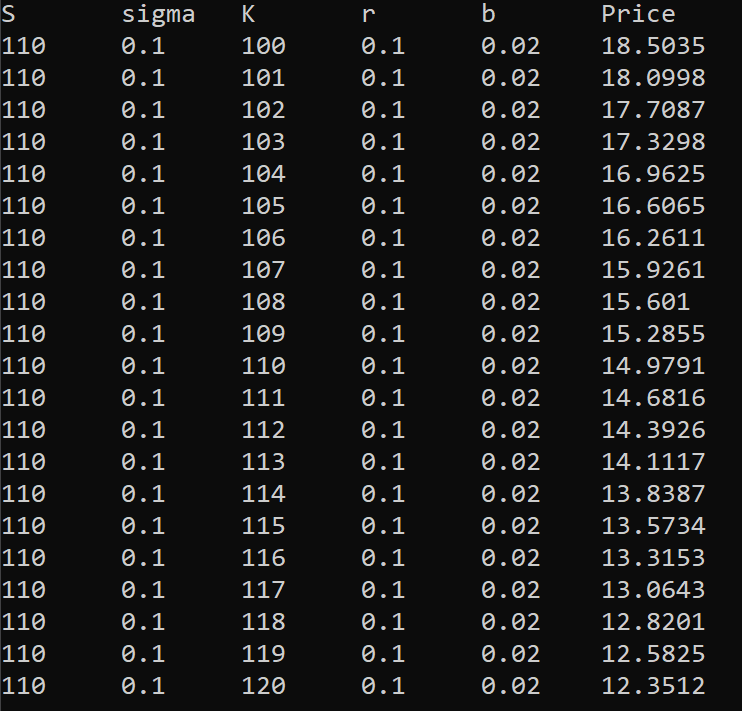 S sigma K r b Price
110 0.1 100 0.1 0.02 18.5035
110 0.1 101 0.1 0.02 18.0998
110 0.1 102 0.1 0.02 17.7087
110 0.1 103 0.1 0.02 17.3298
110 0.1 104 0.1 0.02 16.9625
110 0.1 105 0.1 0.02 16.6065
110 0.1 106 0.1 0.02 16.2611
110 0.1 107 0.1 0.02 15.9261
110 0.1 108 0.1 0.02 15.601
110 0.1 109 0.1 0.02 15.2855
110 0.1 110 0.1 0.02 14.9791
110 0.1 111 0.1 0.02 14.6816
110 0.1 112 0.1 0.02 14.3926
110 0.1 113 0.1 0.02 14.1117
110 0.1 114 0.1 0.02 13.8387
110 0.1 115 0.1 0.02 13.5734
110 0.1 116 0.1 0.02 13.3153
110 0.1 117 0.1 0.02 13.0643
110 0.1 118 0.1 0.02 12.8201
110 0.1 119 0.1 0.02 12.5825
110 0.1 120 0.1 0.02 12.3512